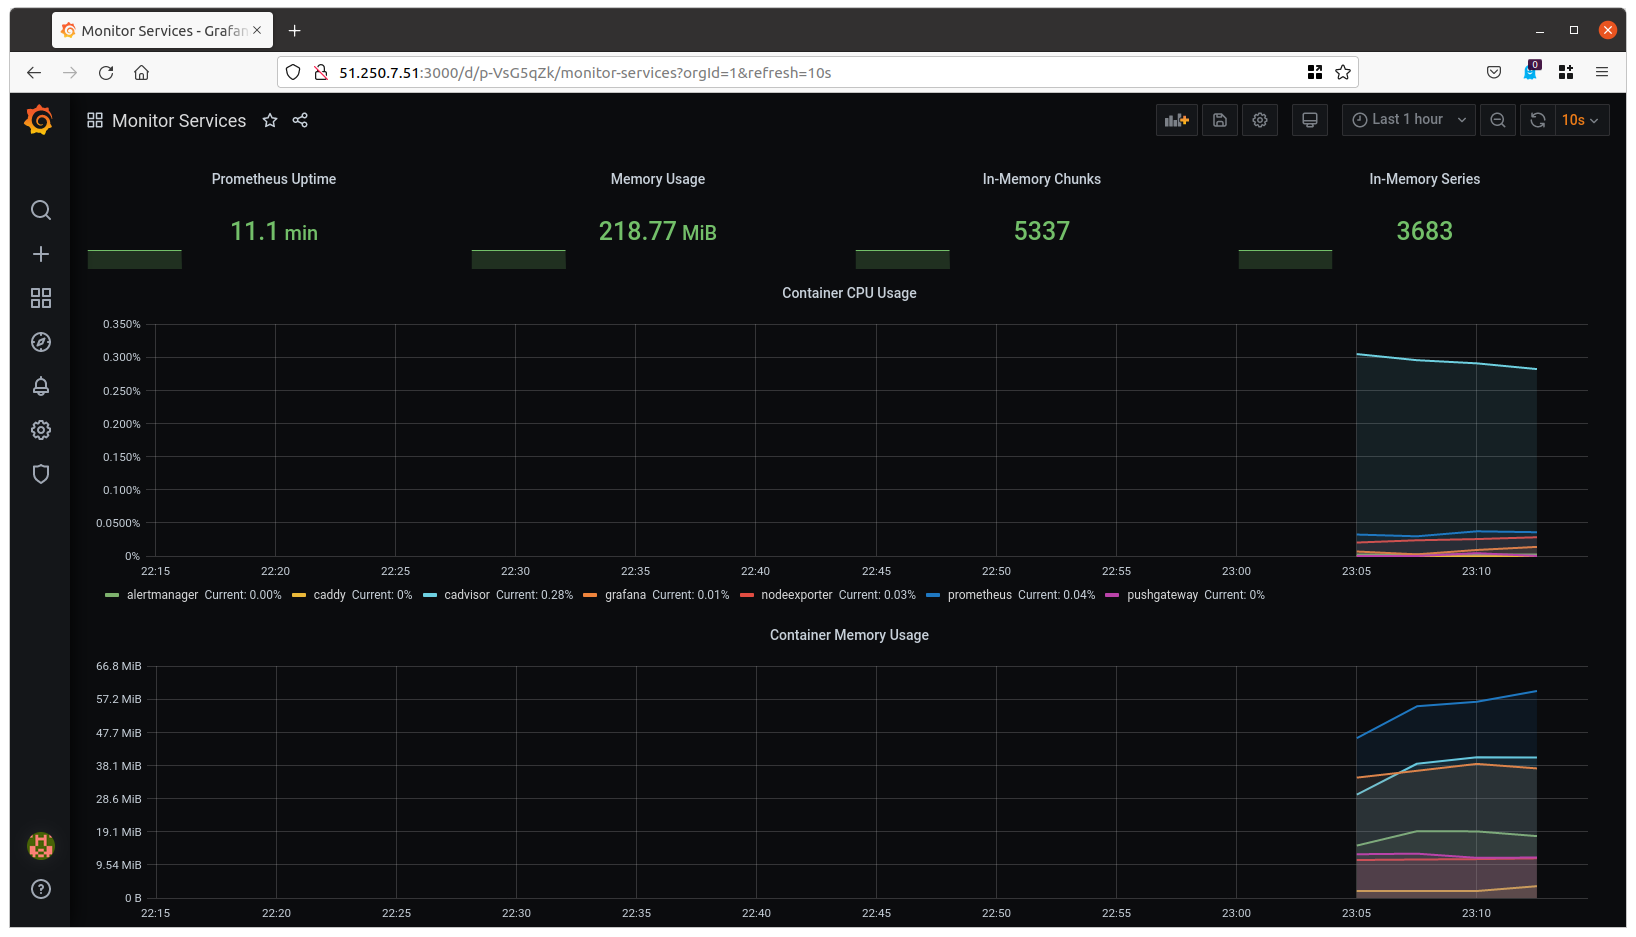 Monitor Services - Grafan
51.250.7.51:3000/d/p-VsG5qZk/monitor-services?orgId=1&refresh=10s
0
Monitor Services
Last 1 hour
10s
Prometheus Uptime
Memory Usage
In-Memory Chunks
In-Memory Series
11.1 min
218.77 MiB
5337
3683
Container CPU Usage
0.350%
0.300%
0.250%
0.200%
0.150%
0.100%
0.0500%
0%
22:15 22:20 22:25 22:30 22:35 22:40 22:45 22:50 22:55 23:00 23:05 23:10
alertmanager Current: 0.00% caddy Current: 0% cadvisor Current: 0.28% grafana Current: 0.01% nodeexporter Current: 0.03% prometheus Current: 0.04% pushgateway Current: 0%
Container Memory Usage
66.8 MiB
57.2 MiB
47.7 MiB
38.1 MiB
28.6 MiB
19.1 MiB
9.54 MiB
0 B
22:15 22:20 22:25 22:30 22:35 22:40 22:45 22:50 22:55 23:00 23:05 23:10